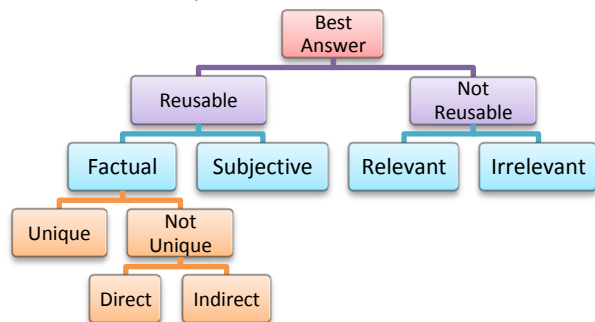 Best
Answer
Reusable
Not
Reusable
Factual
Subjective
Relevant
Irrelevant
Unique
Not
Unique
Direct
Indirect